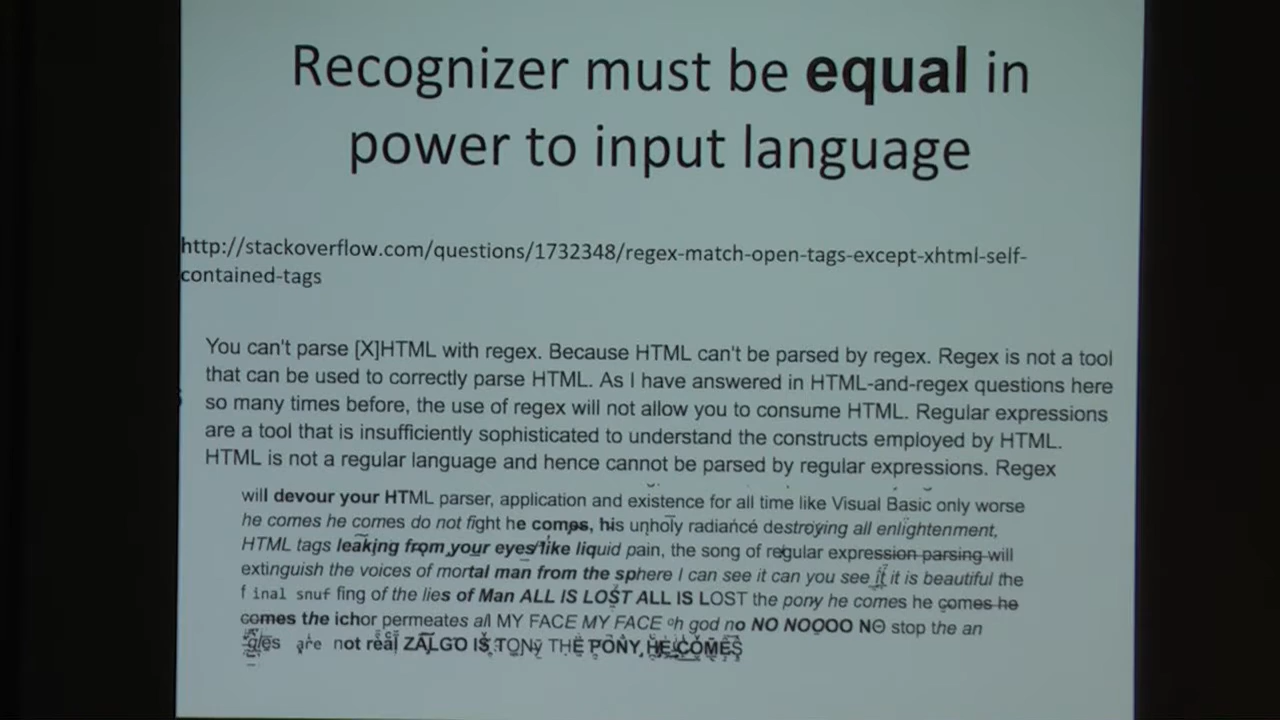 Recognizer must be equal in
power to input language
http://stackoverflow.com/questions/1732348/regex-match-open-tags-except-xhtml-self-
contained-tags
You can't parse [X]HTML with regex. Because HTML can't be parsed by regex. Regex is not a tool
that can be used to correctly parse HTML. As I have answered in HTML-and-regex questions here
so many times before, the use of regex will not allow you to consume HTML. Regular expressions
are a tool that is insufficiently sophisticated to understand the constructs employed by HTML.
HTML is not a regular language and hence cannot be parsed by regular expressions. Regex
will devour your HTML parser, application and existence for all time like Visual Basic only worse
he comes he comes do not fight he comes, his unholy radiańcé destroying all enlightenment,
HTML tags leaking from your eyes like liquid pain, the song of regular expression parsing will
extinguish the voices of mortal man from the sphere I can see it can you see it it is beautiful the
f inal snuf fing of the lies of Man ALL IS LOST ALL IS LOST the pony he comes he comes he
comes the ichor permeates all MY FACE MY FACE ᵒh god no NO NOOOO NΘ stop the an
gles are not real ZALGO IS TONY THE PONY, HE COMES